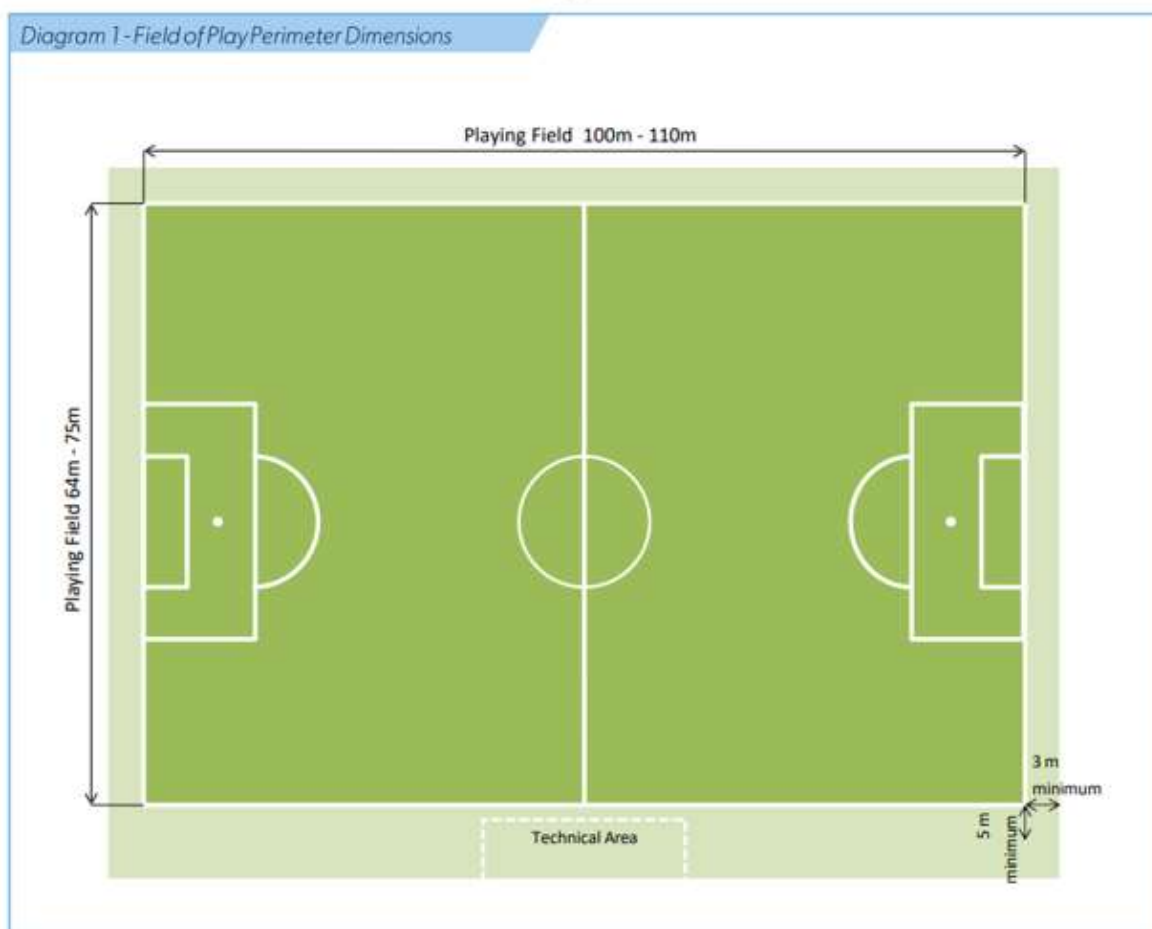 Diagram 1 - Field of Play Perimeter Dimensions
Playing Field 100m - 110m
Playing Field 64m - 75m
3 m
minimum
5 m
minimum
Technical Area